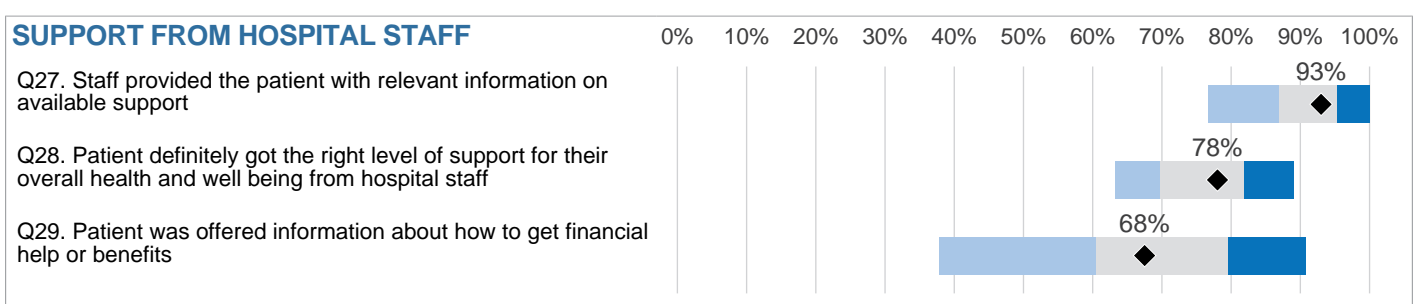 SUPPORT FROM HOSPITAL STAFF 0% 10% 20% 30% 40% 50% 60% 70% 80% 90% 100%
Q27. Staff provided the patient with relevant information on
available support
93%
Q28. Patient definitely got the right level of support for their
overall health and well being from hospital staff
78%
Q29. Patient was offered information about how to get financial
help or benefits
68%